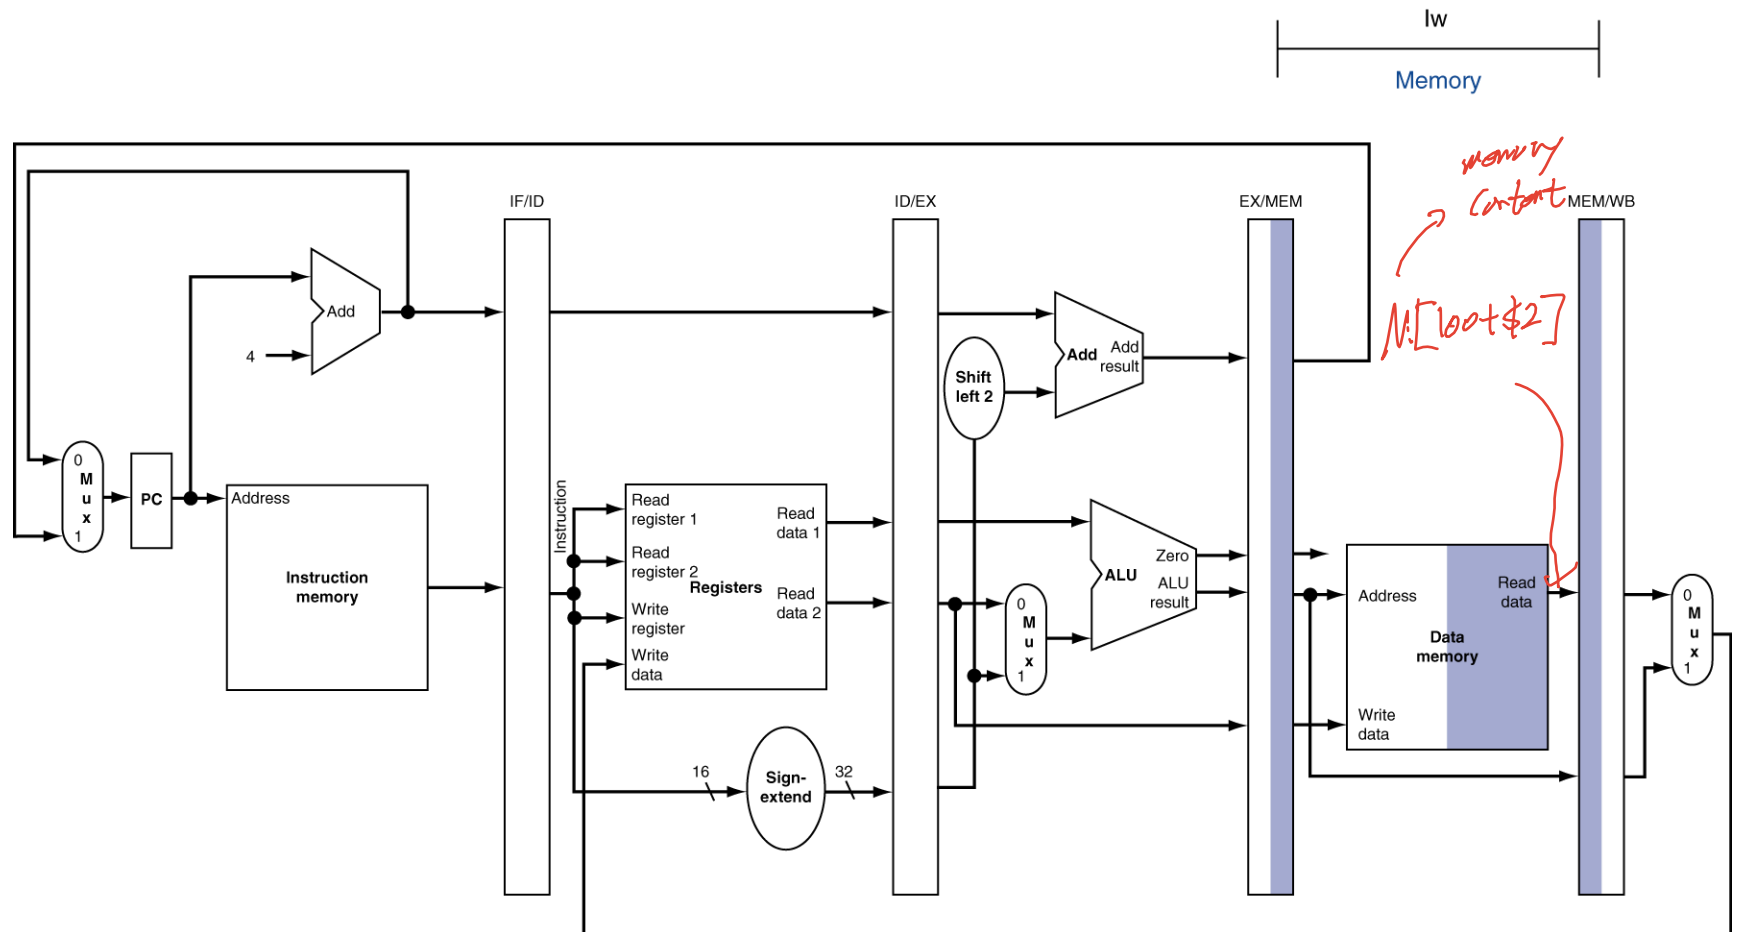 lw
Memory
memory
Content
IF/ID
ID/EX
EX/MEM
MEM/WB
M[100+$2]
Add
4
Add
Add
result
Shift
left 2
0
M
u
x
1
PC
Address
Instruction
memory
Instruction
Read
register 1
Read
register 2
Write
register
Write
data
Registers
Read
data 1
Read
data 2
16
Sign-
extend
32
0
M
u
x
1
Zero
ALU
ALU
result
Address
Read
data
Data
memory
Write
data
0
M
u
x
1